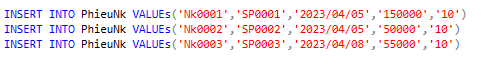 INSERT INTO PhieuNk VALUEs('Nk0001','SP0001','2023/04/05','150000','10')
INSERT INTO PhieuNk VALUEs('Nk0002','SP0002','2023/04/05','50000','10')
INSERT INTO PhieuNk VALUEs('Nk0003','SP0003','2023/04/08','55000','10')